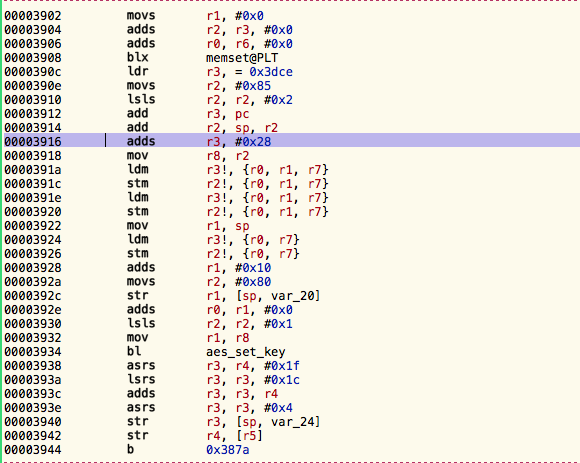 00003902 movs r1, #0x0
00003904 adds r2, r3, #0x0
00003906 adds r0, r6, #0x0
00003908 blx memset@PLT
0000390c ldr r3, = 0x3dce
0000390e movs r2, #0x85
00003910 lsls r2, r2, #0x2
00003912 add r3, pc
00003914 add r2, sp, r2
00003916 adds r3, #0x28
00003918 mov r8, r2
0000391a ldm r3!, {r0, r1, r7}
0000391c stm r2!, {r0, r1, r7}
0000391e ldm r3!, {r0, r1, r7}
00003920 stm r2!, {r0, r1, r7}
00003922 mov r1, sp
00003924 ldm r3!, {r0, r7}
00003926 stm r2!, {r0, r7}
00003928 adds r1, #0x10
0000392a movs r2, #0x80
0000392c str r1, [sp, var_20]
0000392e adds r0, r1, #0x0
00003930 lsls r2, r2, #0x1
00003932 mov r1, r8
00003934 bl aes_set_key
00003938 asrs r3, r4, #0x1f
0000393a lsrs r3, r3, #0x1c
0000393c adds r3, r3, r4
0000393e asrs r3, r3, #0x4
00003940 str r3, [sp, var_24]
00003942 str r4, [r5]
00003944 b 0x387a